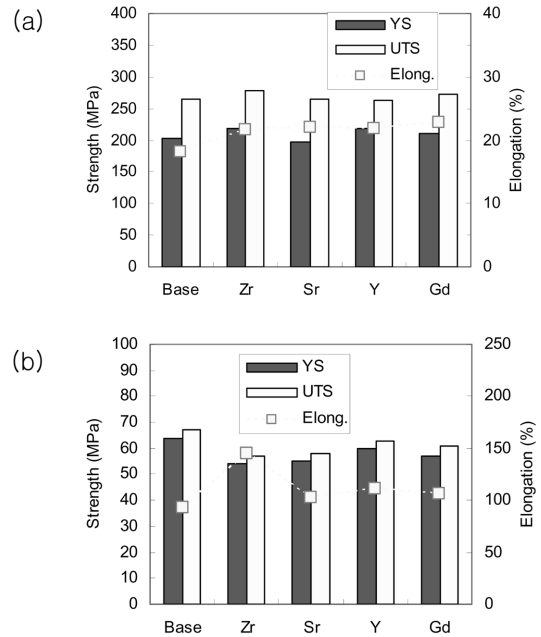 (a)
400
350
300
250
200
150
100
50
0
Strength (MPa)
YS
UTS
Elong.
40
30
20
10
0
Elongation (%)
Base Zr Sr Y Gd
(b)
100
90
80
70
60
50
40
30
20
10
0
Strength (MPa)
YS
UTS
Elong.
250
200
150
100
50
0
Elongation (%)
Base Zr Sr Y Gd